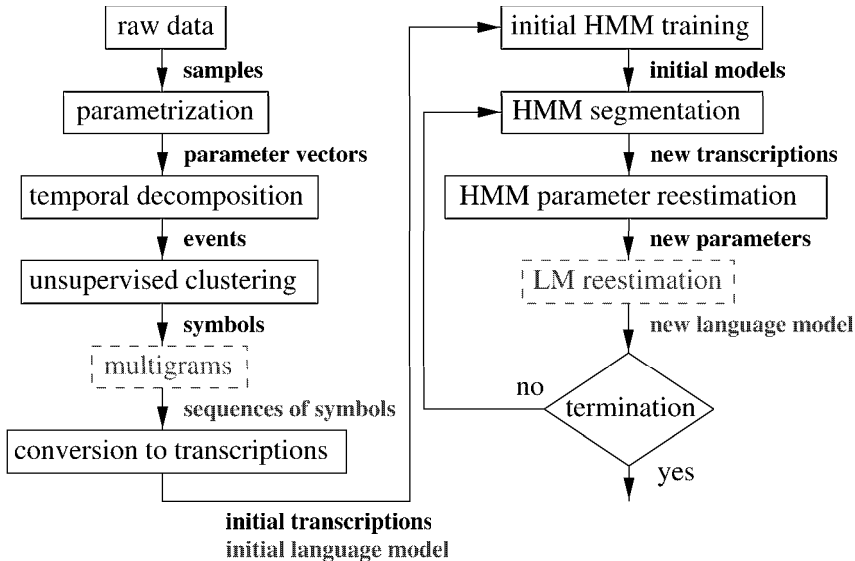 raw data
samples
parametrization
parameter vectors
temporal decomposition
events
unsupervised clustering
symbols
multigrams
sequences of symbols
conversion to transcriptions
initial transcriptions
initial language model
initial HMM training
initial models
HMM segmentation
new transcriptions
HMM parameter reestimation
new parameters
LM reestimation
new language model
no
termination
yes